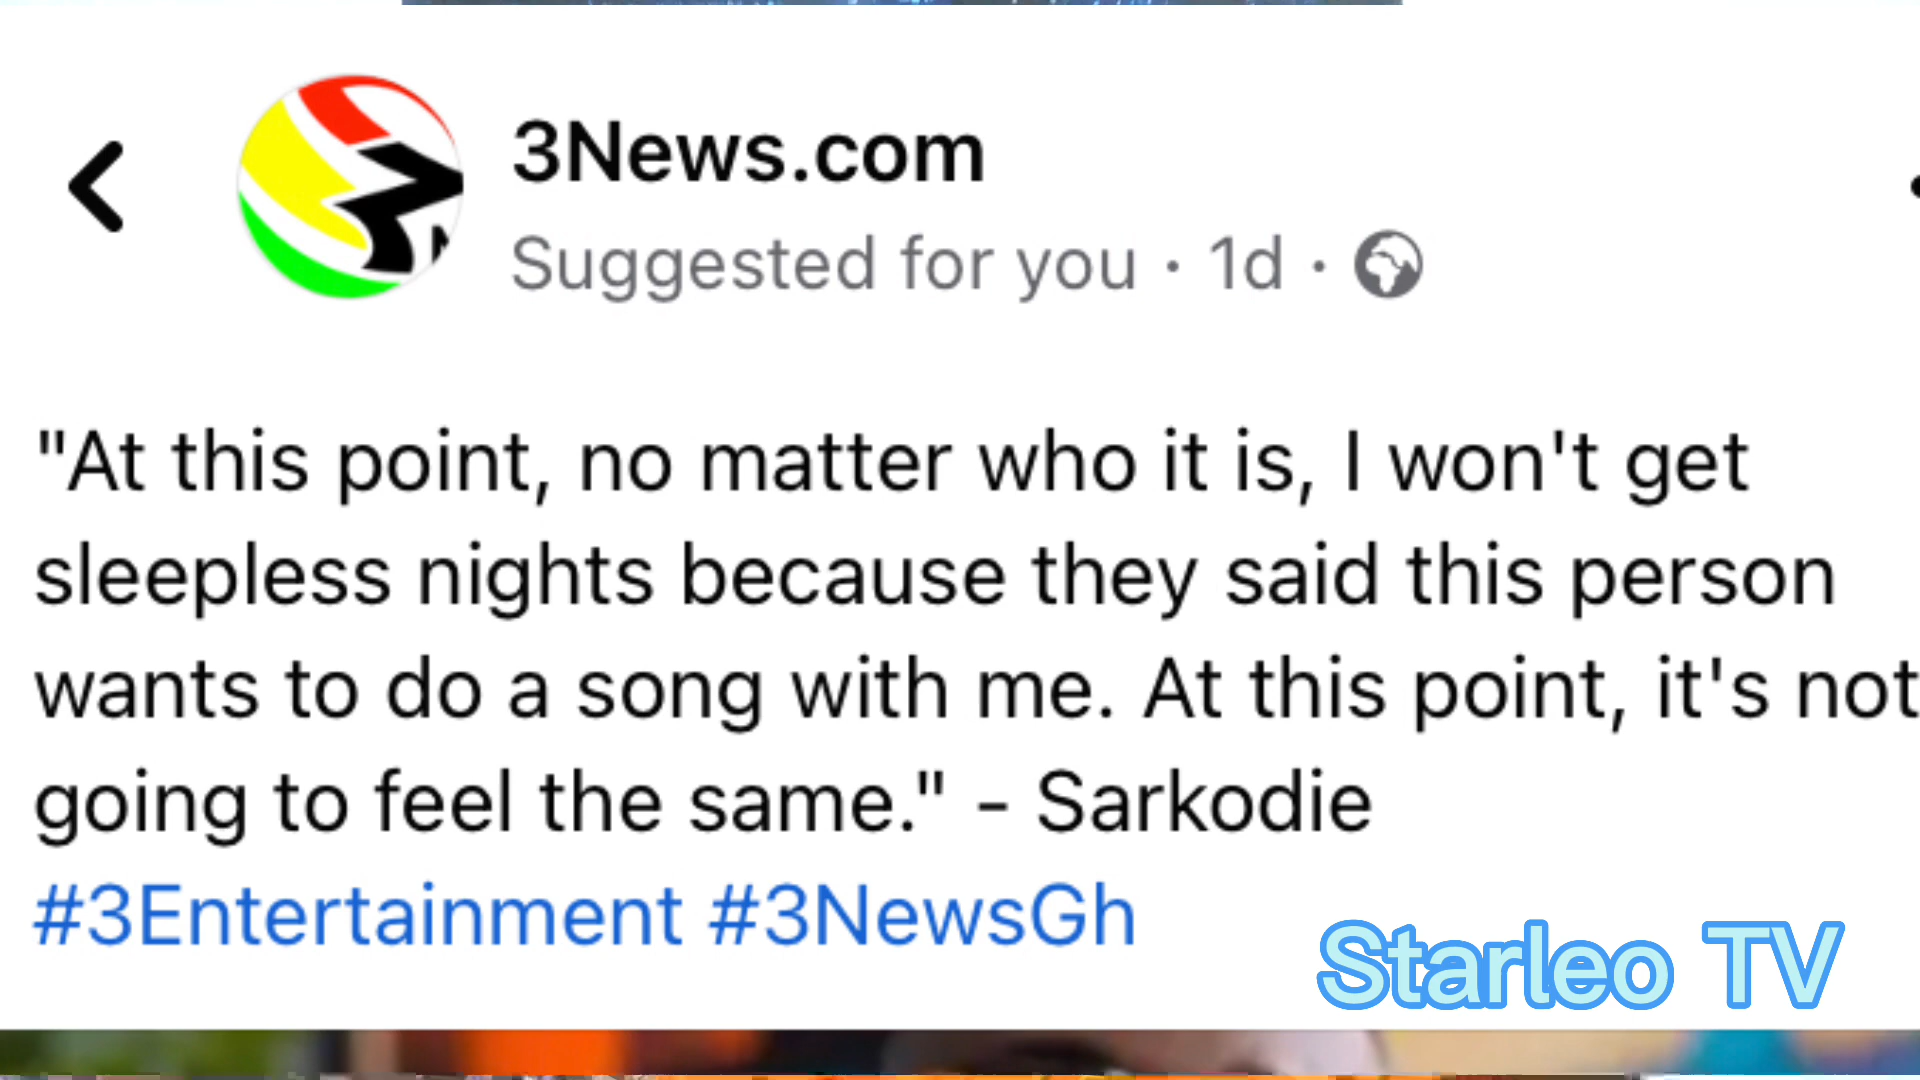 3News.com
Suggested for you · 1d ·
"At this point, no matter who it is, I won't get
sleepless nights because they said this person
wants to do a song with me. At this point, it's not
going to feel the same." - Sarkodie
#3Entertainment #3NewsGh
Starleo TV